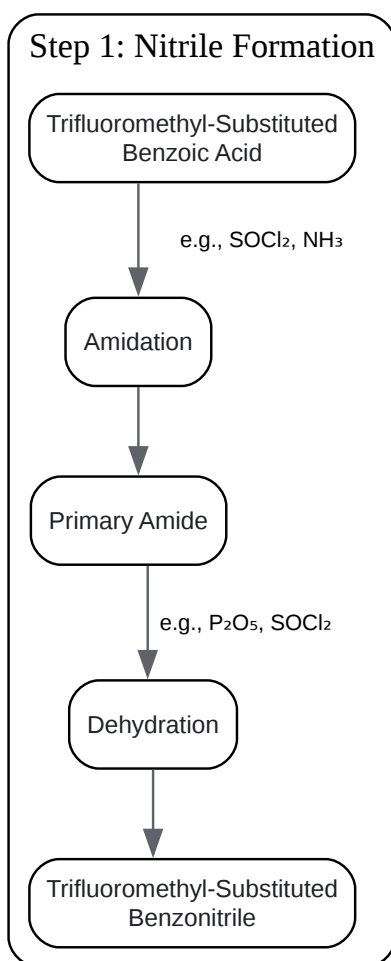 Step 1: Nitrile Formation
Trifluoromethyl-Substituted
Benzoic Acid
e.g., SOCl₂, NH₃
Amidation
Primary Amide
e.g., P₂O₅, SOCl₂
Dehydration
Trifluoromethyl-Substituted
Benzonitrile